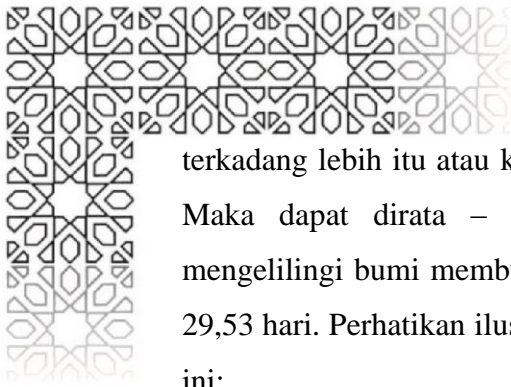 terkadang lebih itu atau k
Maka dapat dirata –
mengelilingi bumi memb
29,53 hari. Perhatikan ilus
ini: